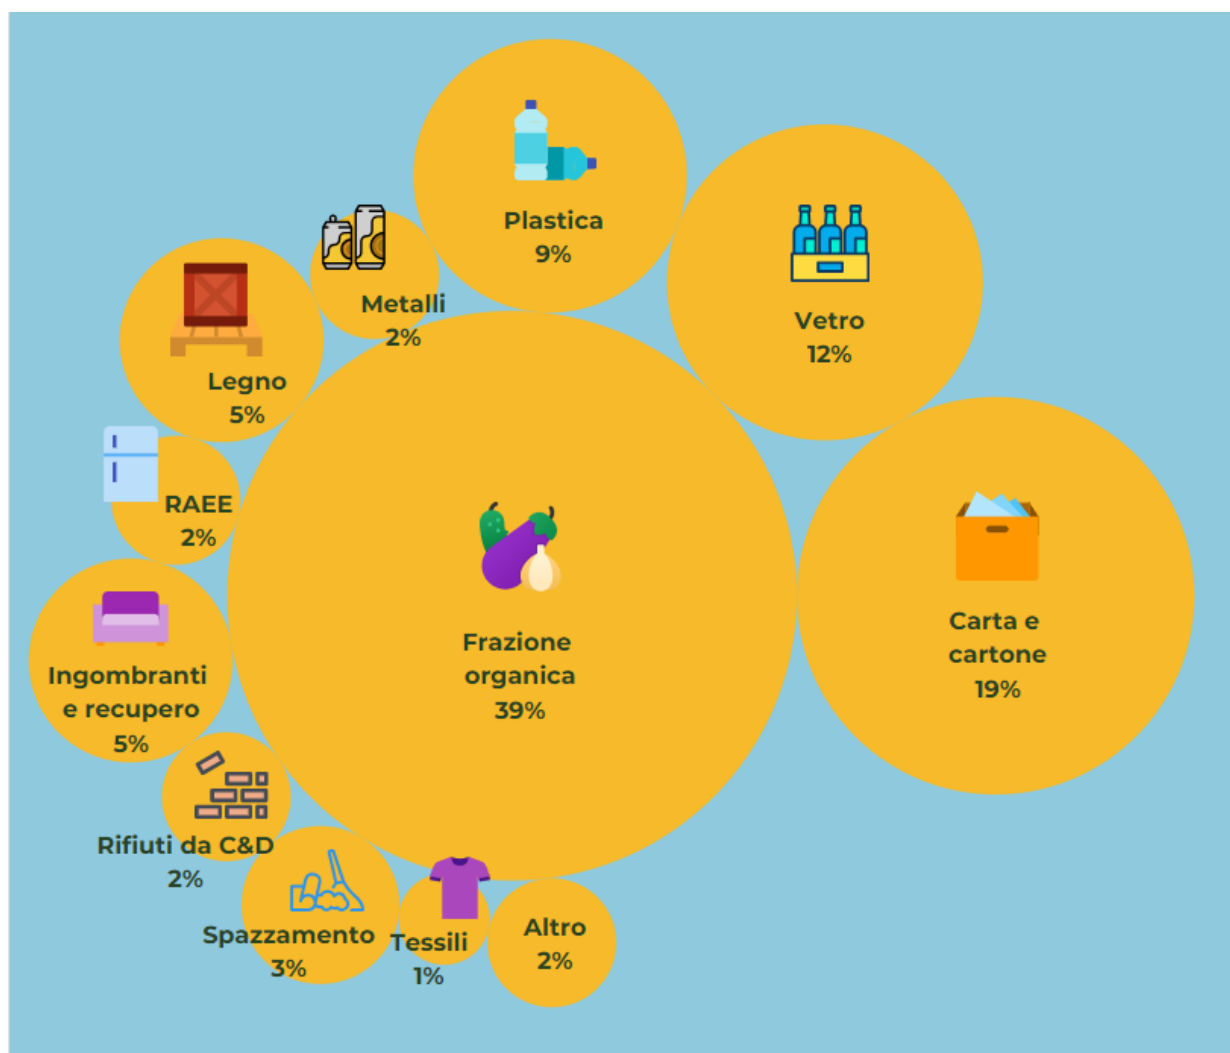 Plastica
9%
Vetro
12%
Metalli
2%
Legno
5%
RAEE
2%
Frazione
organica
39%
Carta e
cartone
19%
Ingombranti
e recupero
5%
Rifiuti da C&D
2%
Spazzamento
3%
Tessili
1%
Altro
2%